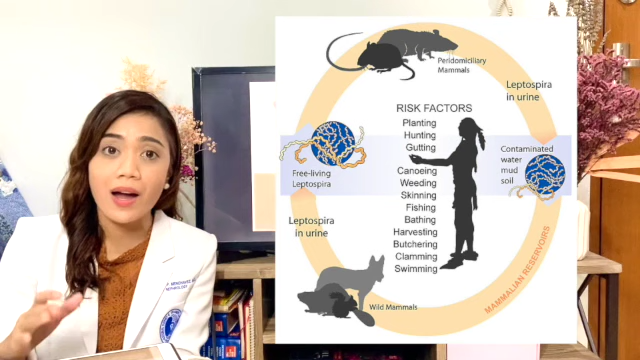 Peridomiciliary
Mammals
Leptospira
in urine
RISK FACTORS
Planting
Hunting
Gutting
Canoeing
Weeding
Skinning
Fishing
Bathing
Harvesting
Butchering
Clamming
Swimming
Free-living
Leptospira
Contaminated
water
mud
soil
Leptospira
in urine
Wild Mammals
MAMMALIAN RESERVOIRS